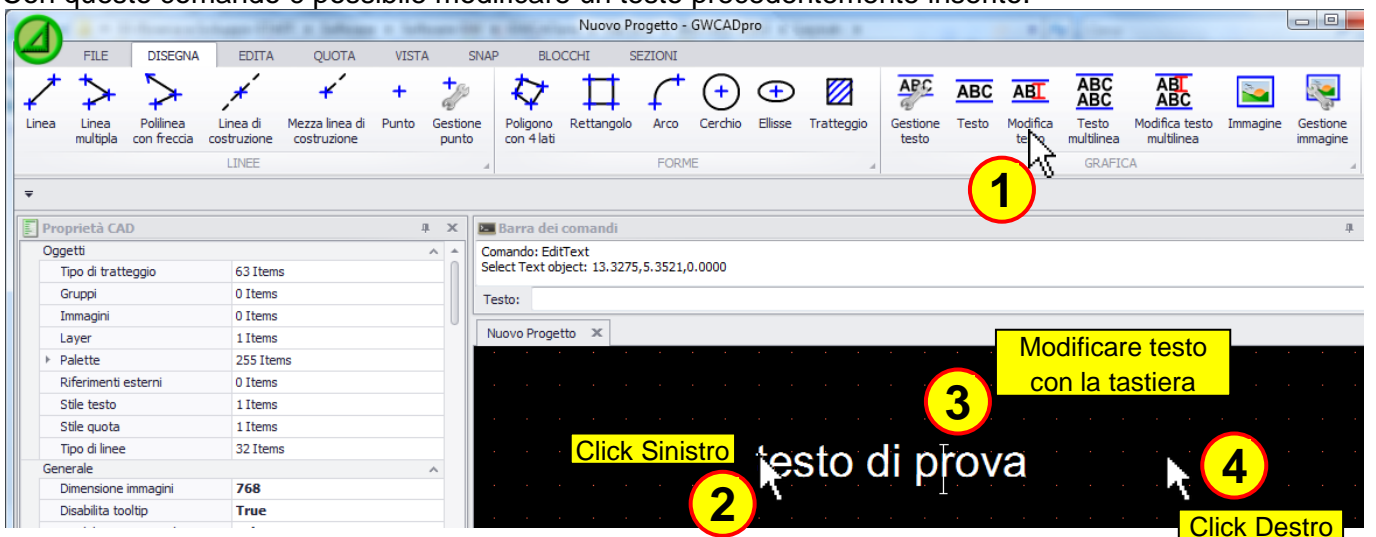 Con questo comando è possibile modificare un testo precedentemente inserito.
Nuovo Progetto - GWCADpro
FILE DISEGNA EDITA QUOTA VISTA SNAP BLOCCHI SEZIONI
Linea Linea multipla Polilinea con freccia Linea di costruzione Mezza linea di costruzione Punto Gestione punto Poligono con 4 lati Rettangolo Arco Cerchio Ellisse Tratteggio Gestione testo Testo Modifica testo Testo multilinea Modifica testo multilinea Immagine Gestione immagine
LINEE FORME GRAFICA
1
Proprietà CAD
Oggetti
Tipo di tratteggio 63 Items
Gruppi 0 Items
Immagini 0 Items
Layer 1 Items
Palette 255 Items
Riferimenti esterni 0 Items
Stile testo 1 Items
Stile quota 1 Items
Tipo di linee 32 Items
Generale
Dimensione immagini 768
Disabilita tooltip True
Barra dei comandi
Comando: EditText
Select Text object: 13.3275,5.3521,0.0000
Testo:
Nuovo Progetto
Modificare testo
con la tastiera
3
Click Sinistro
testo di prova
2
4
Click Destro